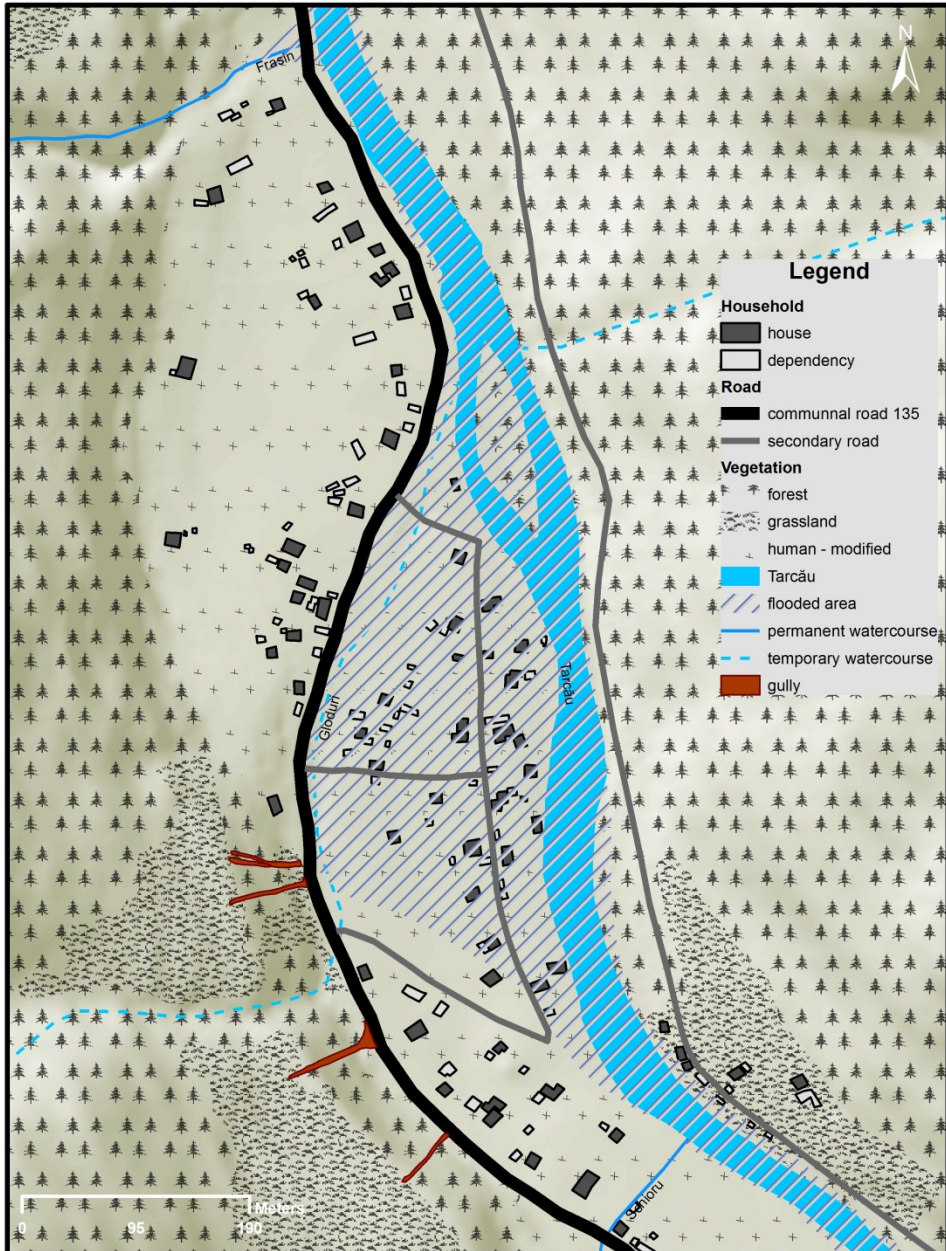 N
Frasin
Legend
Household
house
dependency
Road
communnal road 135
secondary road
Vegetation
forest
grassland
human - modified
Tarcău
flooded area
permanent watercourse
temporary watercourse
gully
Tarcău
Gloduri
Meters
0 95 190